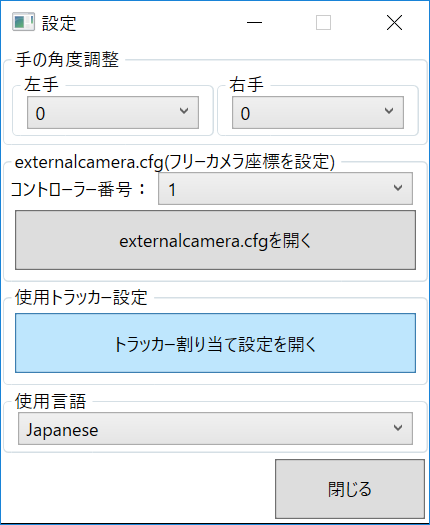 設定
手の角度調整
左手
右手
0
0
externalcamera.cfg(フリーカメラ座標を設定)
コントローラー番号： 1
externalcamera.cfgを開く
使用トラッカー設定
トラッカー割り当て設定を開く
使用言語
Japanese
閉じる